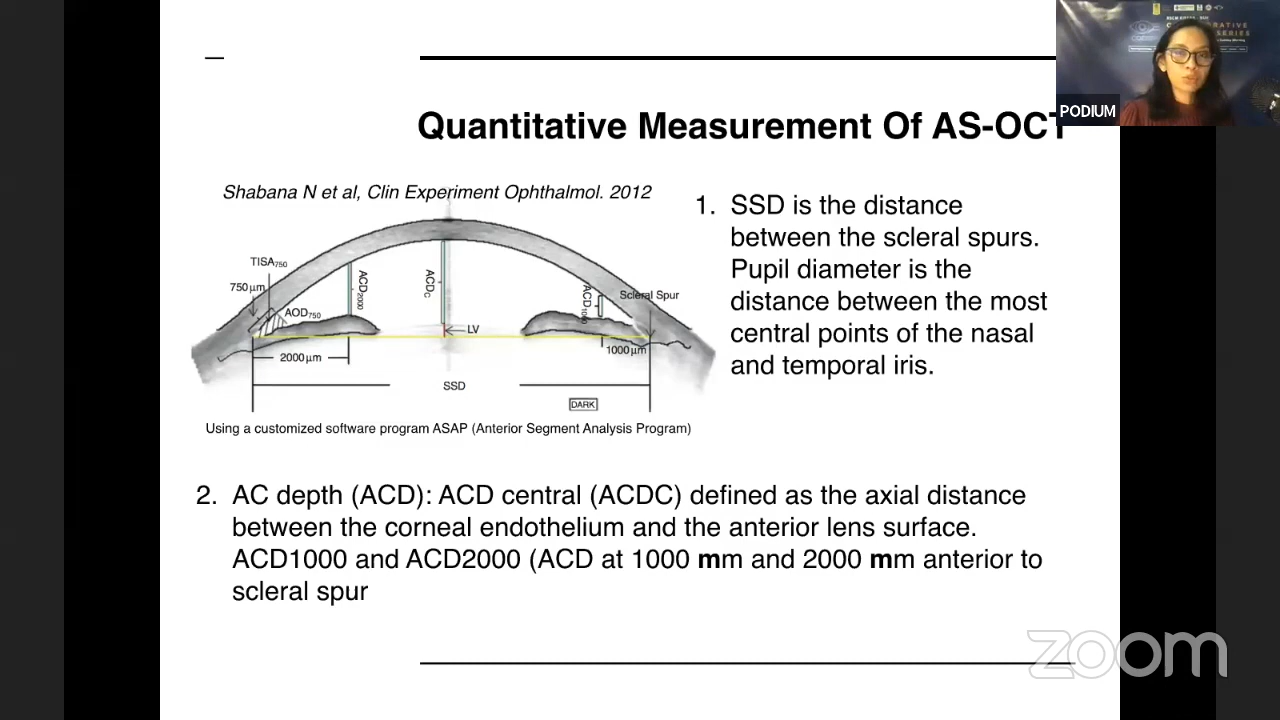 PODIUM
Quantitative Measurement Of AS-OCT
Shabana N et al, Clin Experiment Ophthalmol. 2012
TISA750
750 µm
AOD750
ACD2000
ACDC
ACD1000
Scleral Spur
LV
2000 µm
1000 µm
SSD
DARK
Using a customized software program ASAP (Anterior Segment Analysis Program)
1. SSD is the distance
between the scleral spurs.
Pupil diameter is the
distance between the most
central points of the nasal
and temporal iris.
2. AC depth (ACD): ACD central (ACDC) defined as the axial distance
between the corneal endothelium and the anterior lens surface.
ACD1000 and ACD2000 (ACD at 1000 mm and 2000 mm anterior to
scleral spur
zoom